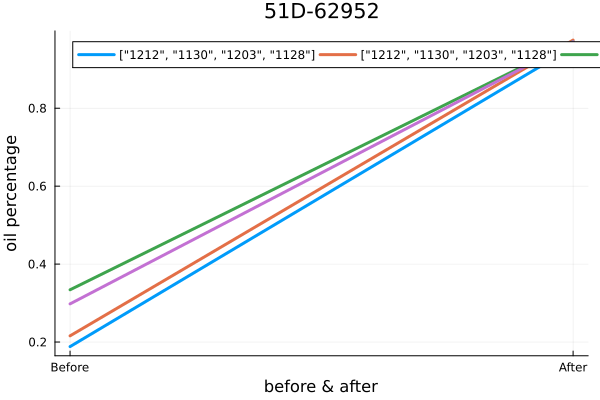 51D-62952
["1212", "1130", "1203", "1128"] ["1212", "1130", "1203", "1128"]
0.8
0.6
0.4
0.2
oil percentage
Before After
before & after